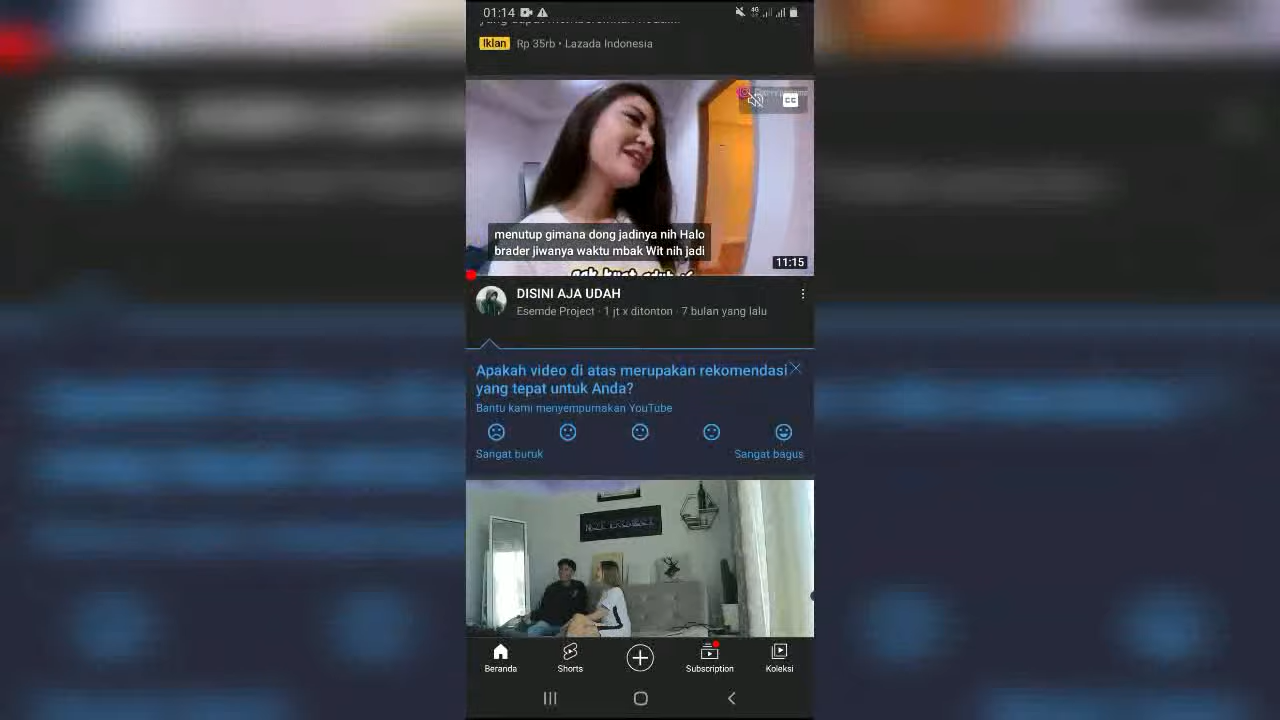 01:14
4G
Iklan Rp 35rb • Lazada Indonesia
CC
menutup gimana dong jadinya nih Halo
brader jiwanya waktu mbak Wit nih jadi
11:15
DISINI AJA UDAH
Esemde Project · 1 jt x ditonton · 7 bulan yang lalu
Apakah video di atas merupakan rekomendasi
yang tepat untuk Anda?
Bantu kami menyempurnakan YouTube
Sangat buruk
Sangat bagus
Beranda
Shorts
Subscription
Koleksi